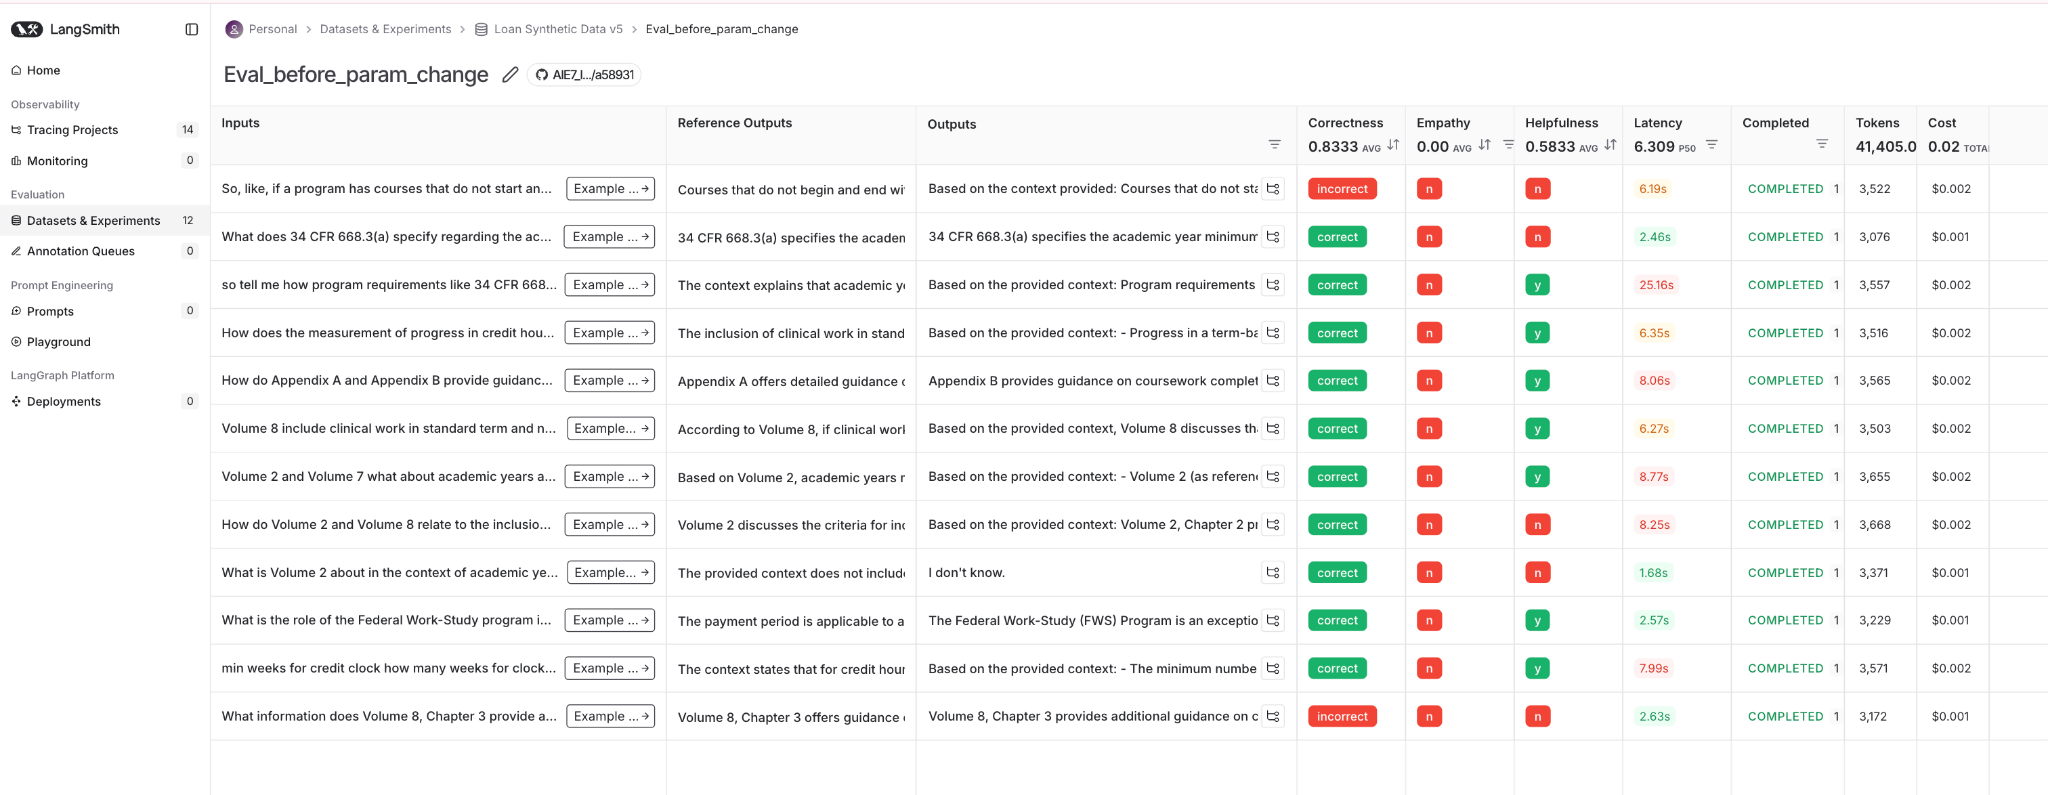 LangSmith
Personal > Datasets & Experiments > Loan Synthetic Data v5 > Eval_before_param_change
Home
Observability
Tracing Projects 14
Monitoring 0
Evaluation
Datasets & Experiments 12
Annotation Queues 0
Prompt Engineering
Prompts 0
Playground
LangGraph Platform
Deployments 0
Eval_before_param_change AIE7_l.../a58931
Inputs Reference Outputs Outputs Correctness Empathy Helpfulness Latency Completed Tokens Cost
0.8333 AVG 0.00 AVG 0.5833 AVG 6.309 P50 41,405.0 0.02 TOTA
So, like, if a program has courses that do not start an... Example ...→ Courses that do not begin and end wi Based on the context provided: Courses that do not sta incorrect n n 6.19s COMPLETED 1 3,522 $0.002
What does 34 CFR 668.3(a) specify regarding the ac... Example ...→ 34 CFR 668.3(a) specifies the academ 34 CFR 668.3(a) specifies the academic year minimum correct n n 2.46s COMPLETED 1 3,076 $0.001
so tell me how program requirements like 34 CFR 668... Example ...→ The context explains that academic ye Based on the provided context: Program requirements correct n y 25.16s COMPLETED 1 3,557 $0.002
How does the measurement of progress in credit hou... Example ...→ The inclusion of clinical work in stand Based on the provided context: - Progress in a term-ba correct n y 6.35s COMPLETED 1 3,516 $0.002
How do Appendix A and Appendix B provide guidanc... Example ...→ Appendix A offers detailed guidance o Appendix B provides guidance on coursework complet correct n y 8.06s COMPLETED 1 3,565 $0.002
Volume 8 include clinical work in standard term and n... Example... → According to Volume 8, if clinical work Based on the provided context, Volume 8 discusses th correct n y 6.27s COMPLETED 1 3,503 $0.002
Volume 2 and Volume 7 what about academic years a... Example ...→ Based on Volume 2, academic years r Based on the provided context: - Volume 2 (as referen correct n y 8.77s COMPLETED 1 3,655 $0.002
How do Volume 2 and Volume 8 relate to the inclusio... Example ...→ Volume 2 discusses the criteria for inc Based on the provided context: Volume 2, Chapter 2 pr correct n n 8.25s COMPLETED 1 3,668 $0.002
What is Volume 2 about in the context of academic ye... Example... → The provided context does not include I don't know. correct n n 1.68s COMPLETED 1 3,371 $0.001
What is the role of the Federal Work-Study program i... Example ...→ The payment period is applicable to a The Federal Work-Study (FWS) Program is an exceptio correct n y 2.57s COMPLETED 1 3,229 $0.001
min weeks for credit clock how many weeks for clock... Example ...→ The context states that for credit hour Based on the provided context: - The minimum numbe correct n y 7.99s COMPLETED 1 3,571 $0.002
What information does Volume 8, Chapter 3 provide a... Example ...→ Volume 8, Chapter 3 offers guidance Volume 8, Chapter 3 provides additional guidance on c incorrect n n 2.63s COMPLETED 1 3,172 $0.001